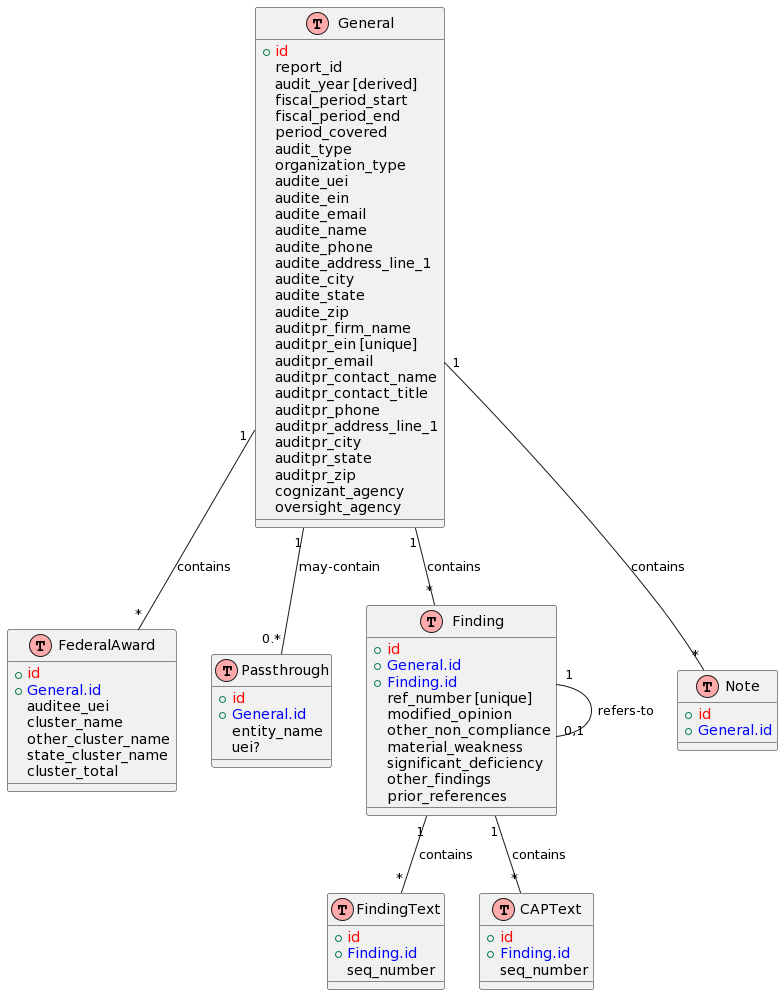 T General
id
report_id
audit_year [derived]
fiscal_period_start
fiscal_period_end
period_covered
audit_type
organization_type
audite_uei
audite_ein
audite_email
audite_name
audite_phone
audite_address_line_1
audite_city
audite_state
audite_zip
auditpr_firm_name
auditpr_ein [unique]
auditpr_email
auditpr_contact_name
auditpr_contact_title
auditpr_phone
auditpr_address_line_1
auditpr_city
auditpr_state
auditpr_zip
cognizant_agency
oversight_agency
1
contains
*
1
may-contain
0.*
1
contains
*
1
contains
*
T FederalAward
id
General.id
auditee_uei
cluster_name
other_cluster_name
state_cluster_name
cluster_total
T Passthrough
id
General.id
entity_name
uei?
T Finding
id
General.id
Finding.id
ref_number [unique]
modified_opinion
other_non_compliance
material_weakness
significant_deficiency
other_findings
prior_references
1
refers-to
0,1
T Note
id
General.id
1
contains
*
1
contains
*
T FindingText
id
Finding.id
seq_number
T CAPText
id
Finding.id
seq_number